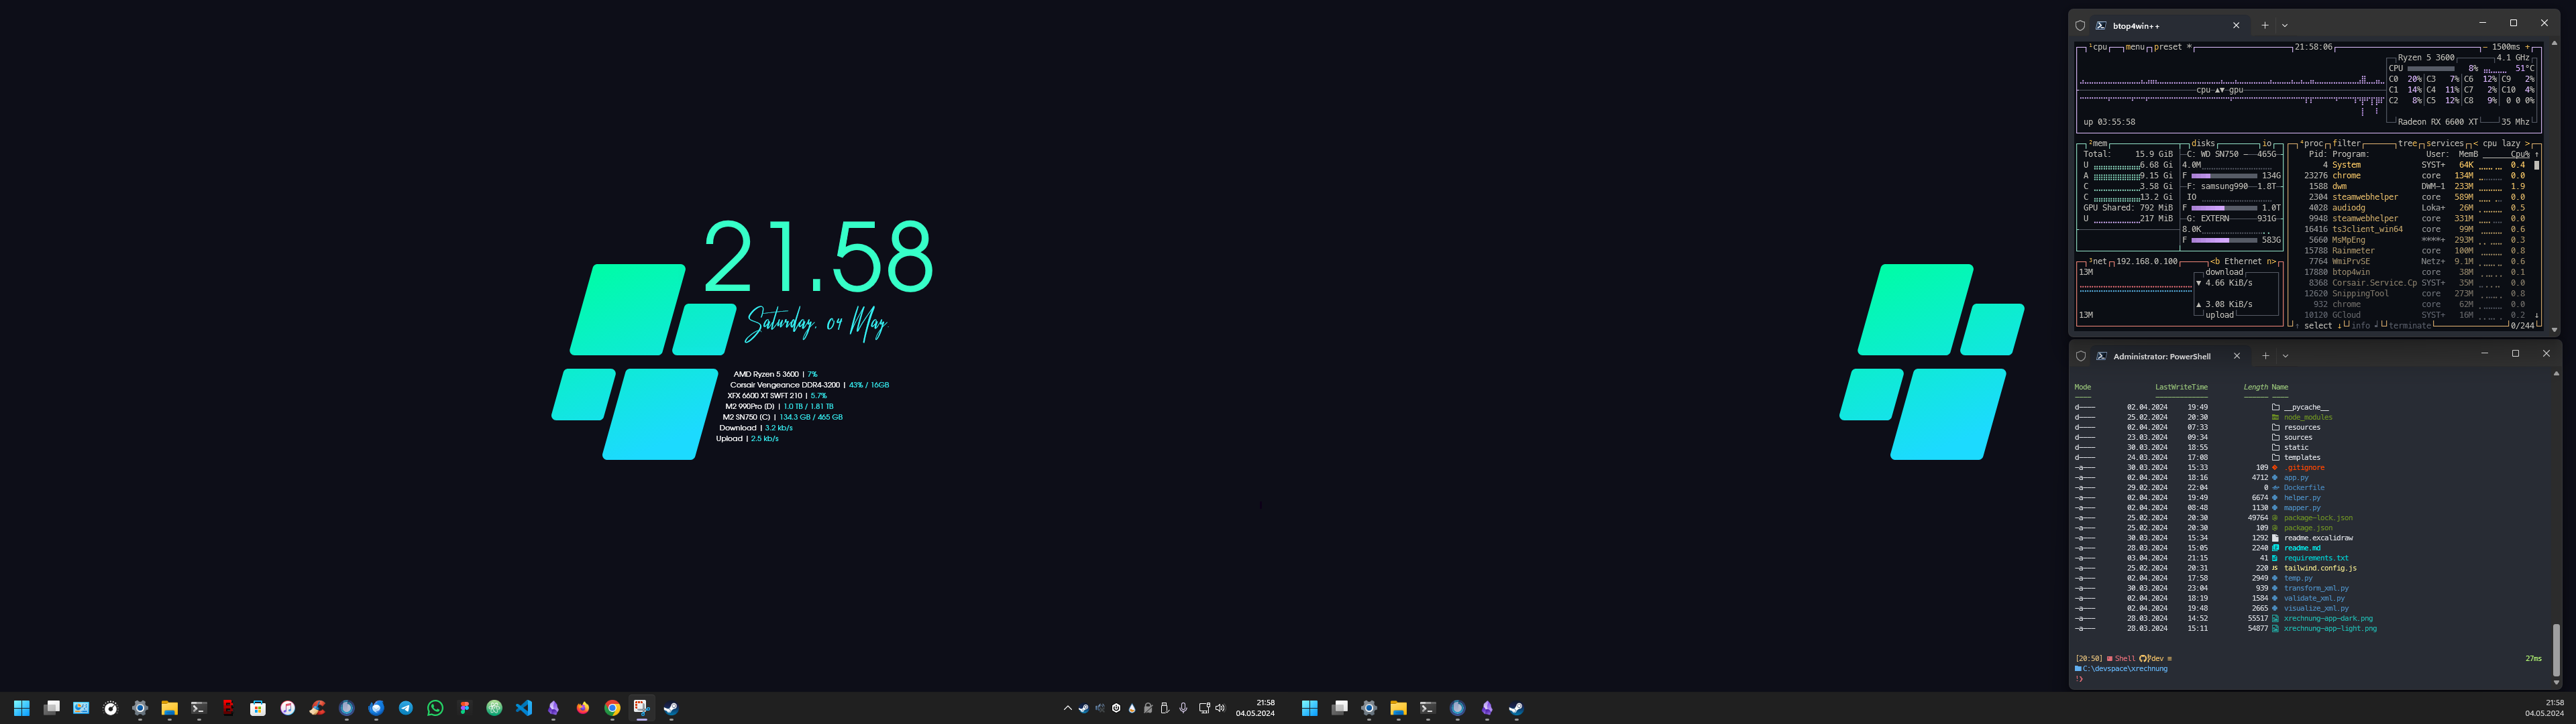 21.58
Saturday, 04 May.
AMD Ryzen 5 3600 | 7%
Corsair Vengeance DDR4-3200 | 43% / 16GB
XFX 6600 XT SWFT 210 | 5.7%
M2 990Pro (D) | 1.0 TB / 1.81 TB
M2 SN750 (C) | 134.3 GB / 465 GB
Download | 3.2 kb/s
Upload | 2.5 kb/s
btop4win++
¹cpu menu preset * 21:58:06 - 1500ms +
Ryzen 5 3600 4.1 GHz
CPU 8% 51°C
C0 20% C3 7% C6 12% C9 2%
cpu ▲▼ gpu
C1 14% C4 11% C7 2% C10 4%
C2 8% C5 12% C8 9% 0 0 0%
up 03:55:58
Radeon RX 6600 XT 35 Mhz
²mem
Total: 15.9 GiB
U 6.68 Gi
A 9.15 Gi
C 3.58 Gi
C 13.2 Gi
GPU Shared: 792 MiB
U 217 MiB
disks io
C: WD SN750 — 465G
4.0M
F 134G
F: samsung990 1.8T
IO
F 1.0T
G: EXTERN 931G
8.0K
F 583G
³net 192.168.0.100 <b Ethernet n>
13M
download
▼ 4.66 KiB/s
▲ 3.08 KiB/s
13M
upload
⁴proc filter tree services < cpu lazy >
Pid: Program: User: MemB Cpu% ↑
4 System SYST+ 64K 0.4
23276 chrome core 134M 0.0
1588 dwm DWM-1 233M 1.9
2304 steamwebhelper core 589M 0.0
4028 audiodg Loka+ 26M 0.5
9948 steamwebhelper core 331M 0.0
16416 ts3client_win64 core 99M 0.6
5660 MsMpEng ****+ 293M 0.3
15788 Rainmeter core 100M 0.8
7764 WmiPrvSE Netz+ 9.1M 0.6
17880 btop4win core 38M 0.1
8368 Corsair.Service.Cp SYST+ 35M 0.0
12620 SnippingTool core 273M 0.8
932 chrome core 62M 0.0
10120 GCloud SYST+ 16M 0.2 ↓
↑ select ↓ info ↲ terminate 0/244
Administrator: PowerShell
Mode LastWriteTime Length Name
d---- 02.04.2024 19:49 __pycache__
d---- 25.02.2024 20:30 node_modules
d---- 02.04.2024 07:33 resources
d---- 23.03.2024 09:34 sources
d---- 30.03.2024 18:55 static
d---- 24.03.2024 17:08 templates
-a--- 30.03.2024 15:33 109 .gitignore
-a--- 02.04.2024 18:16 4712 app.py
-a--- 29.02.2024 22:04 0 Dockerfile
-a--- 02.04.2024 19:49 6674 helper.py
-a--- 02.04.2024 08:48 1130 mapper.py
-a--- 25.02.2024 20:30 49764 package-lock.json
-a--- 25.02.2024 20:30 109 package.json
-a--- 30.03.2024 15:34 1292 readme.excalidraw
-a--- 28.03.2024 15:05 2240 readme.md
-a--- 03.04.2024 21:15 41 requirements.txt
-a--- 25.02.2024 20:31 220 JS tailwind.config.js
-a--- 02.04.2024 17:58 2949 temp.py
-a--- 30.03.2024 23:04 939 transform_xml.py
-a--- 02.04.2024 18:19 1584 validate_xml.py
-a--- 02.04.2024 19:48 2665 visualize_xml.py
-a--- 28.03.2024 14:52 55517 xrechnung-app-dark.png
-a--- 28.03.2024 15:11 54877 xrechnung-app-light.png
[20:50] Shell dev ≡ 27ms
C:\devspace\xrechnung
!❯
21:58
04.05.2024
21:58
04.05.2024